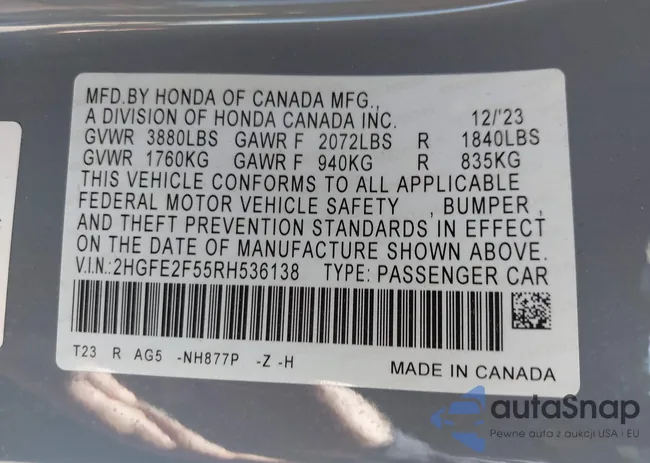 MFD.BY HONDA OF CANADA MFG.,
A DIVISION OF HONDA CANADA INC. 12/'23
GVWR 3880LBS GAWR F 2072LBS R 1840LBS
GVWR 1760KG GAWR F 940KG R 835KG
THIS VEHICLE CONFORMS TO ALL APPLICABLE
FEDERAL MOTOR VEHICLE SAFETY , BUMPER ,
AND THEFT PREVENTION STANDARDS IN EFFECT
ON THE DATE OF MANUFACTURE SHOWN ABOVE.
V.I.N.:2HGFE2F55RH536138 TYPE: PASSENGER CAR
T23 R AG5 -NH877P -Z -H MADE IN CANADA
autaSnap
Pewne auta z aukcji USA i EU